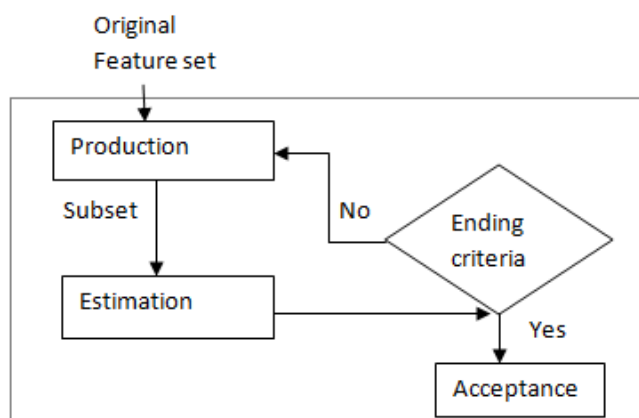 Original
Feature set
Production
Subset
No
Ending
criteria
Estimation
Yes
Acceptance